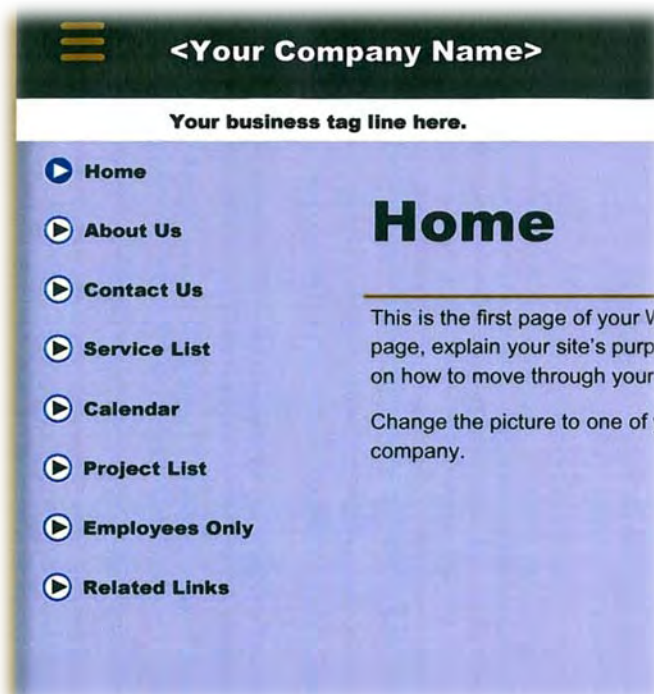 <Your Company Name>
Your business tag line here.
Home
About Us
Contact Us
Service List
Calendar
Project List
Employees Only
Related Links
Home
This is the first page of your
page, explain your site's
on how to move through your
Change the picture to one of
company.